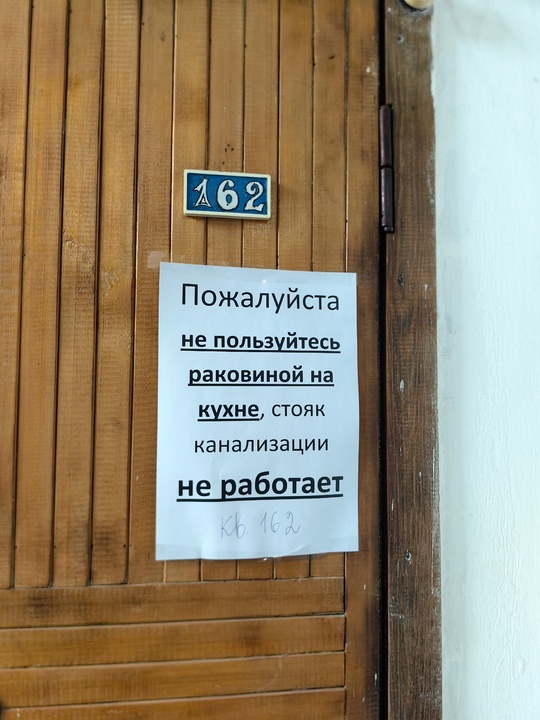 162
Пожалуйста
не пользуйтесь
раковиной на
кухне, стояк
канализации
не работает
кв. 162